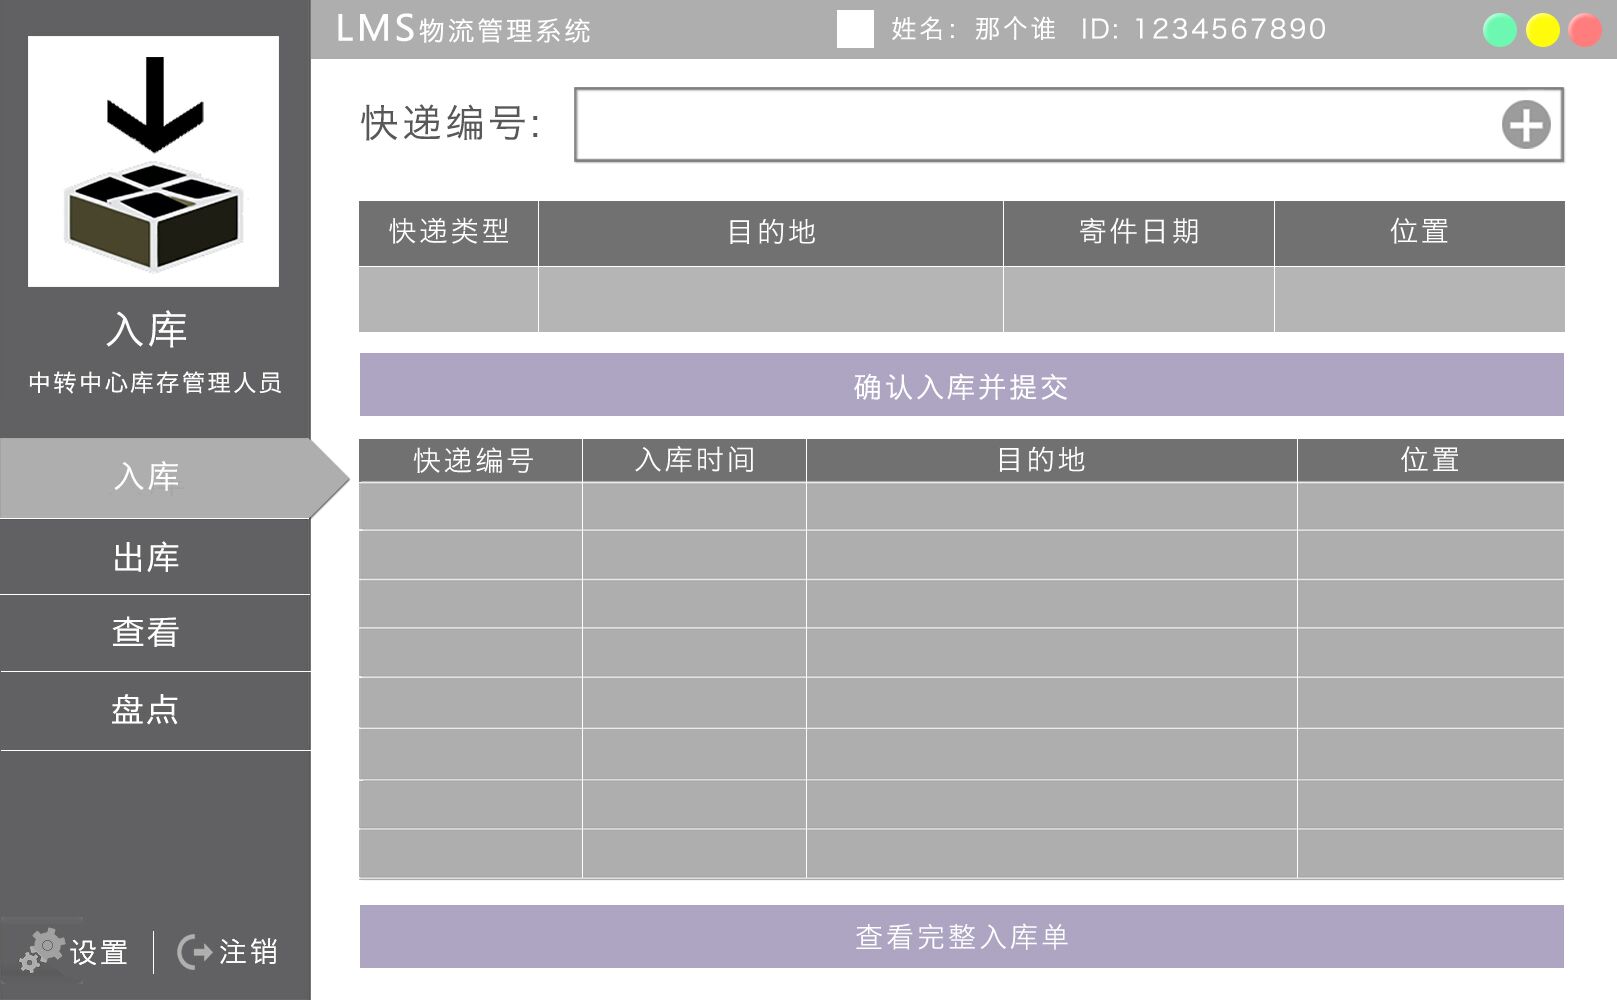 LMS物流管理系统
姓名：那个谁 ID: 1234567890
入库
中转中心库存管理人员
入库
出库
查看
盘点
设置
注销
快递编号:
快递类型 目的地 寄件日期 位置
确认入库并提交
快递编号 入库时间 目的地 位置
查看完整入库单